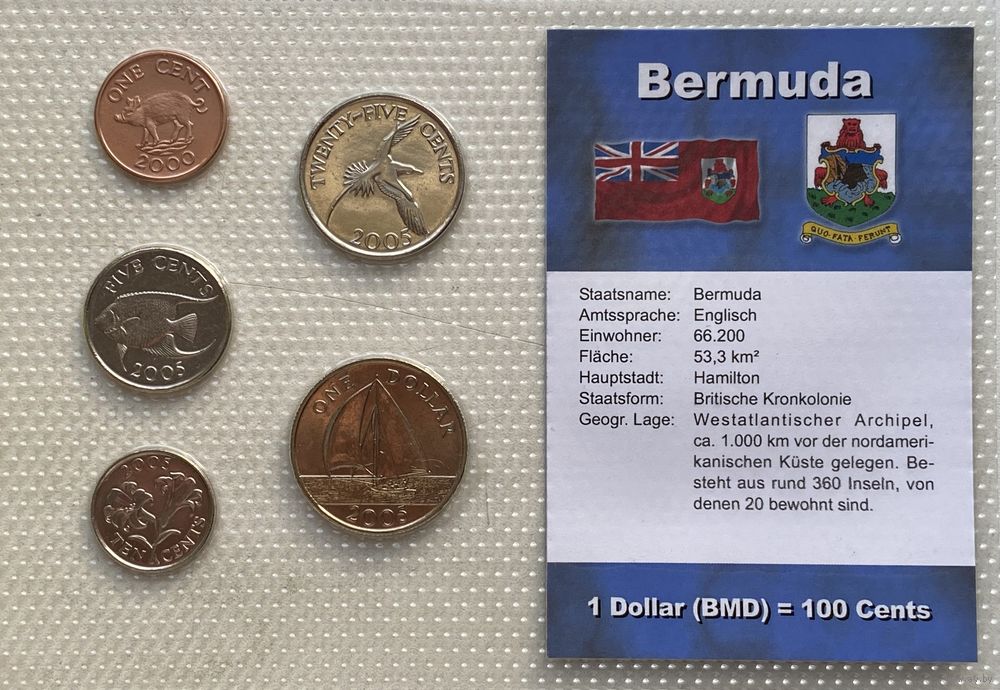 ONE CENT
2000
TWENTY-FIVE CENTS
2005
FIVE CENTS
2005
ONE DOLLAR
2005
2005
TEN CENTS
Bermuda
QUO FATA FERUNT
Staatsname: Bermuda
Amtssprache: Englisch
Einwohner: 66.200
Fläche: 53,3 km²
Hauptstadt: Hamilton
Staatsform: Britische Kronkolonie
Geogr. Lage: Westatlantischer Archipel,
ca. 1.000 km vor der nordameri-
kanischen Küste gelegen. Be-
steht aus rund 360 Inseln, von
denen 20 bewohnt sind.
1 Dollar (BMD) = 100 Cents